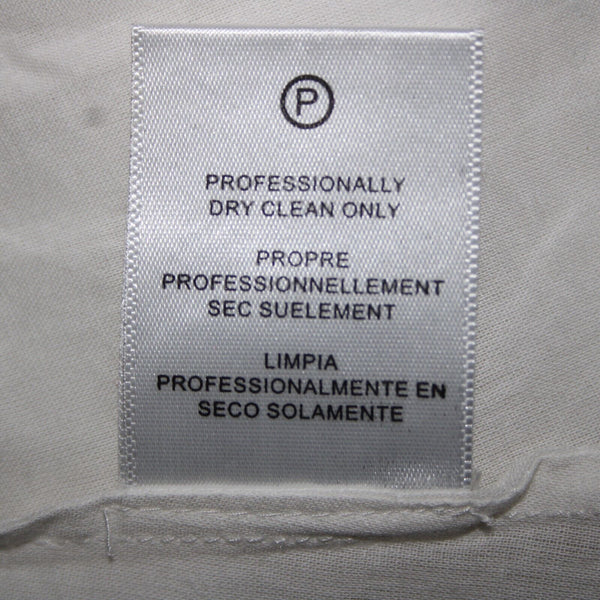 P
PROFESSIONALLY
DRY CLEAN ONLY
PROPRE
PROFESSIONNELLEMENT
SEC SUELEMENT
LIMPIA
PROFESSIONALMENTE EN
SECO SOLAMENTE